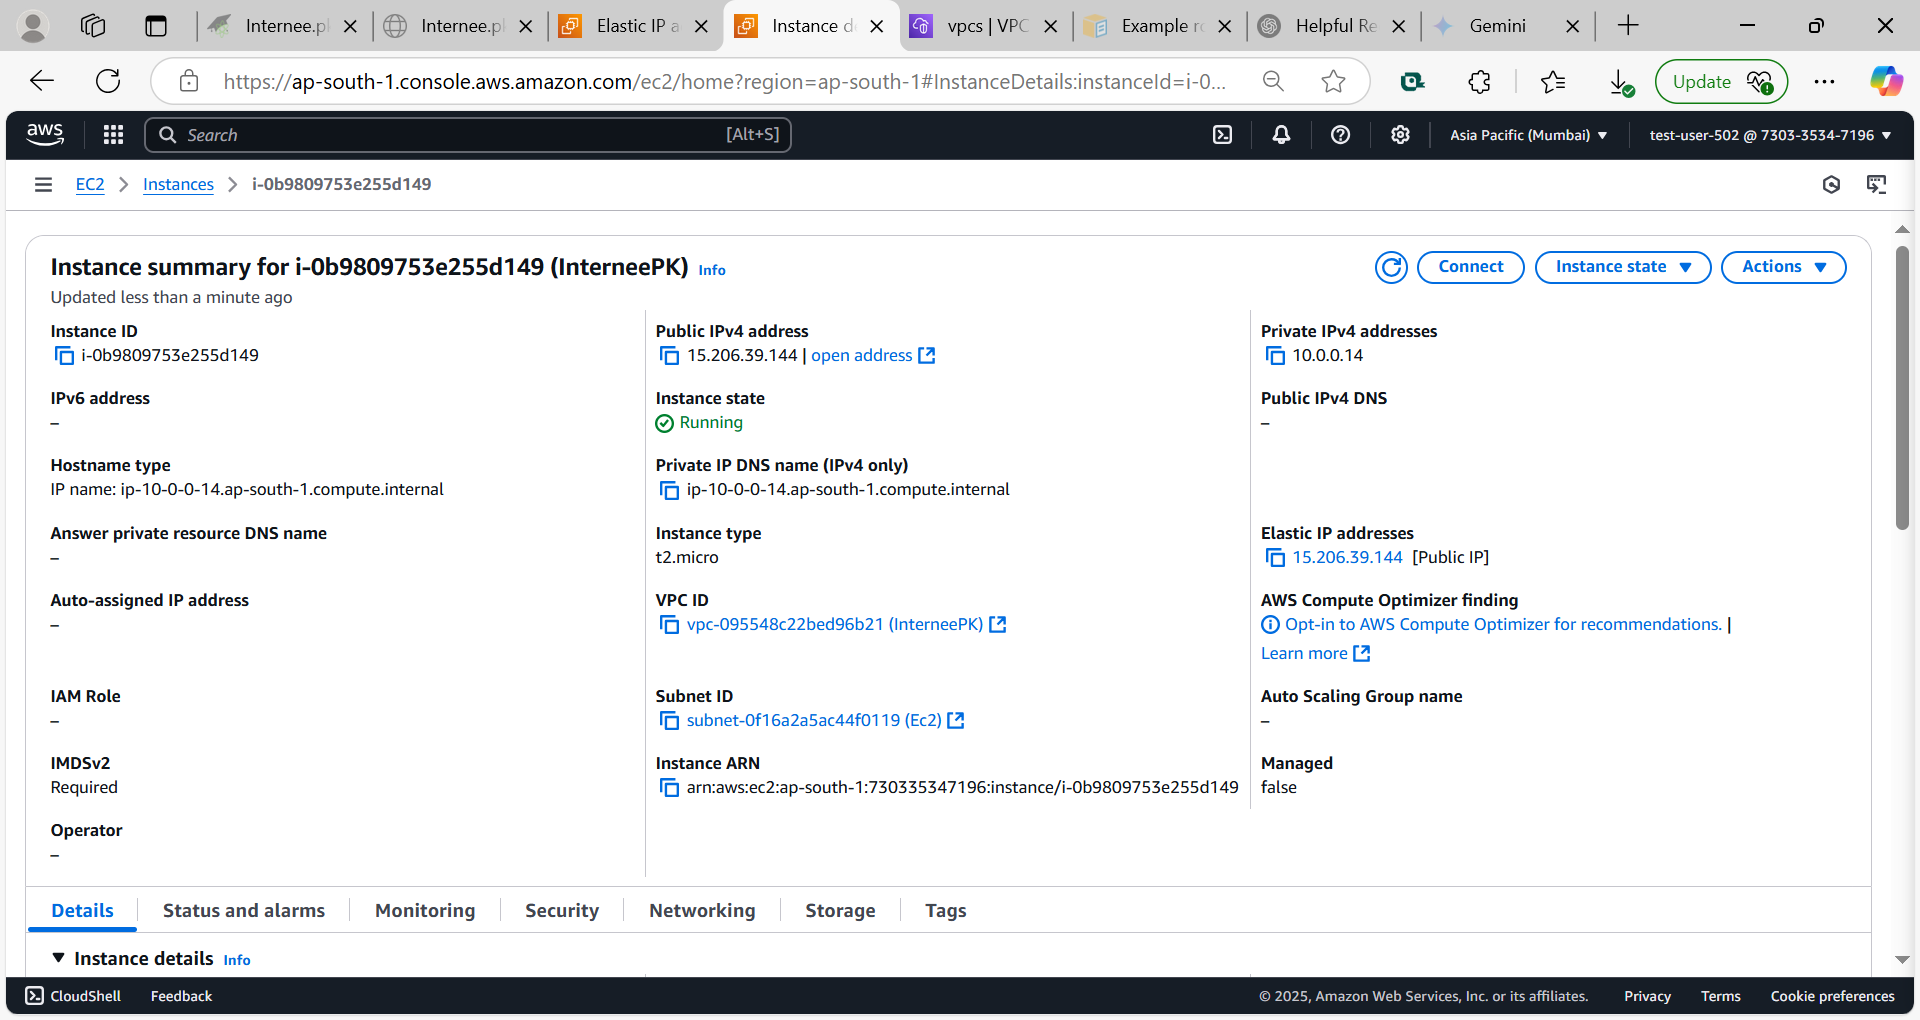 Internee.pl
Internee.pl
Elastic IP a
Instance d
vpcs | VPC
Example ro
Helpful Re
Gemini
https://ap-south-1.console.aws.amazon.com/ec2/home?region=ap-south-1#InstanceDetails:instanceId=i-0...
Update
aws
Search
[Alt+S]
Asia Pacific (Mumbai)
test-user-502 @ 7303-3534-7196
EC2
Instances
i-0b9809753e255d149
Instance summary for i-0b9809753e255d149 (InterneePK) Info
Updated less than a minute ago
Connect
Instance state
Actions
Instance ID
i-0b9809753e255d149
Public IPv4 address
15.206.39.144 | open address
Private IPv4 addresses
10.0.0.14
IPv6 address
–
Instance state
Running
Public IPv4 DNS
–
Hostname type
IP name: ip-10-0-0-14.ap-south-1.compute.internal
Private IP DNS name (IPv4 only)
ip-10-0-0-14.ap-south-1.compute.internal
Answer private resource DNS name
–
Instance type
t2.micro
Elastic IP addresses
15.206.39.144 [Public IP]
Auto-assigned IP address
–
VPC ID
vpc-095548c22bed96b21 (InterneePK)
AWS Compute Optimizer finding
Opt-in to AWS Compute Optimizer for recommendations. |
Learn more
IAM Role
–
Subnet ID
subnet-0f16a2a5ac44f0119 (Ec2)
Auto Scaling Group name
–
IMDSv2
Required
Instance ARN
arn:aws:ec2:ap-south-1:730335347196:instance/i-0b9809753e255d149
Managed
false
Operator
–
Details
Status and alarms
Monitoring
Security
Networking
Storage
Tags
Instance details Info
CloudShell
Feedback
© 2025, Amazon Web Services, Inc. or its affiliates.
Privacy
Terms
Cookie preferences